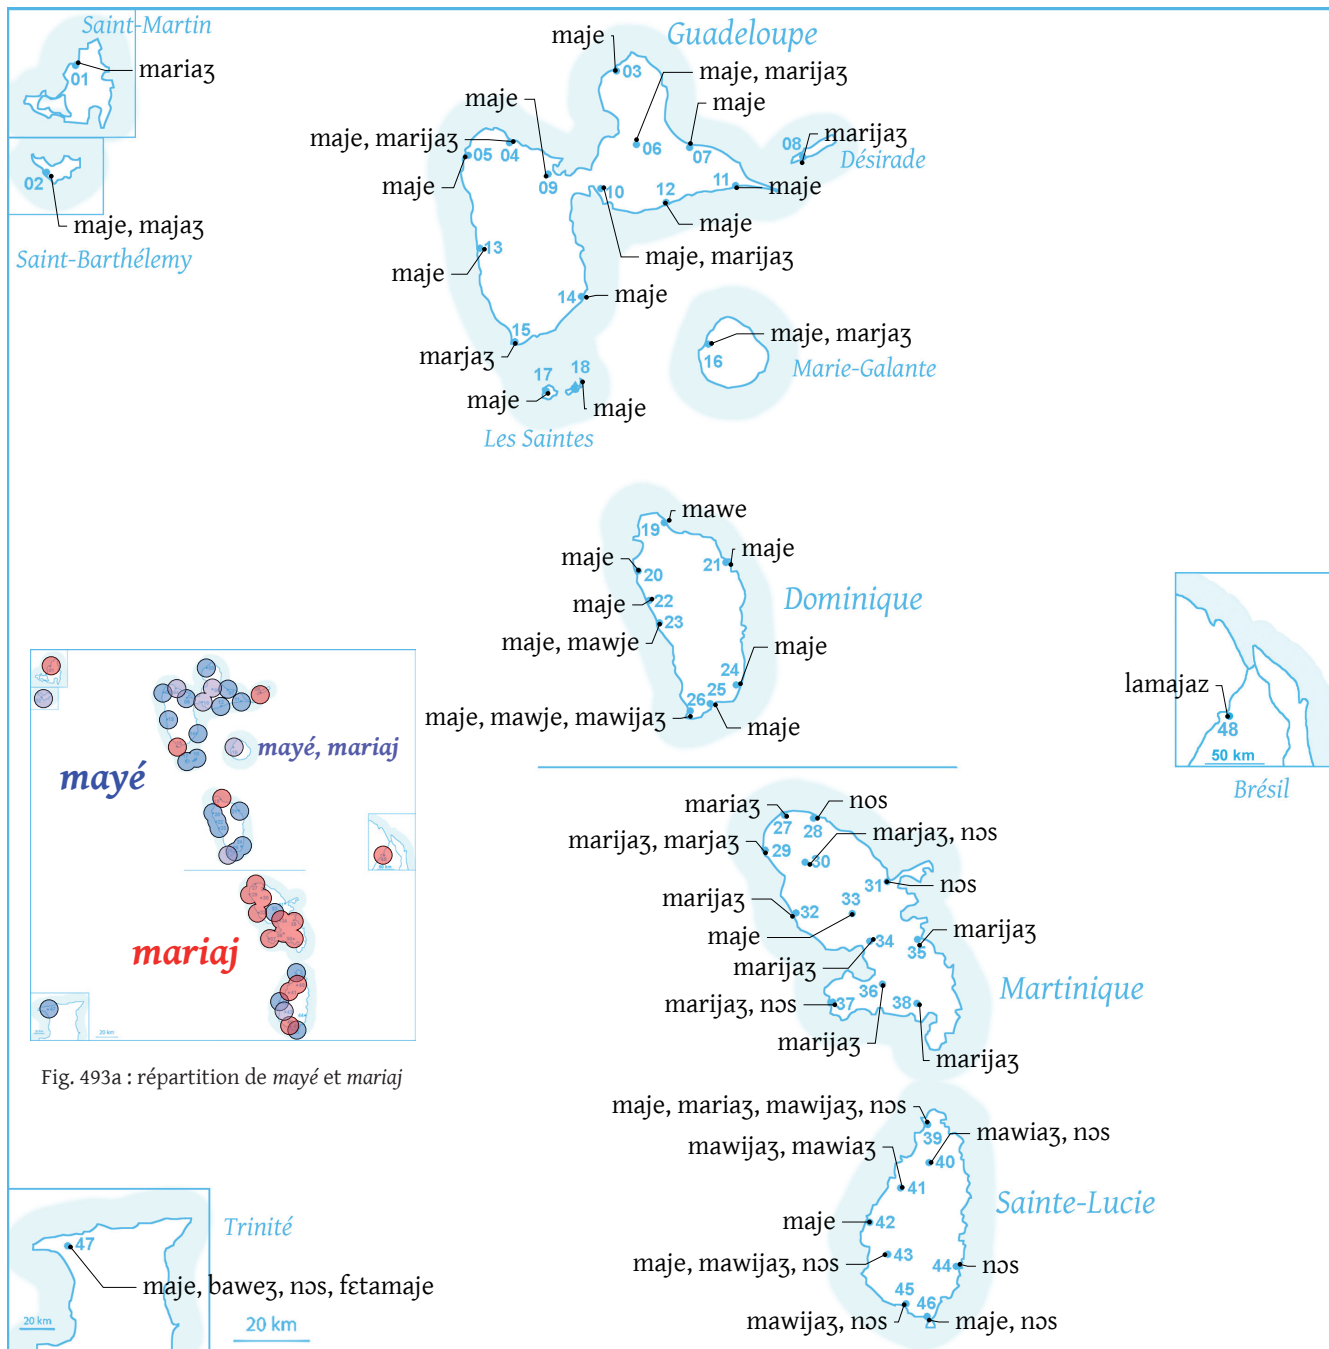 Saint-Martin
01
mariaʒ
02
maje, majaʒ
Saint-Barthélemy
Guadeloupe
maje
03
maje, marijaʒ
06
maje
07
maje
09
maje, marijaʒ
04
05
maje
08
marijaʒ
Désirade
10
maje, marijaʒ
11
maje
12
maje
13
maje
14
maje
15
marjaʒ
16
maje, marjaʒ
Marie-Galante
17
maje
18
maje
Les Saintes
19
mawe
20
maje
21
maje
Dominique
22
maje
23
maje, mawje
24
maje
25
maje
26
maje, mawje, mawijaʒ
lamajaz
48
50 km
Brésil
mayé, mariaj
mayé
mariaj
Fig. 493a : répartition de mayé et mariaj
mariaʒ
27
nos
28
marijaʒ, marjaʒ
29
marjaʒ, nɔs
30
31
nɔs
marijaʒ
32
33
maje
34
marijaʒ
35
marijaʒ
36
marijaʒ
37
marijaʒ, nɔs
38
marijaʒ
Martinique
maje, mariaʒ, mawijaʒ, nɔs
39
mawiaʒ, nɔs
40
mawijaʒ, mawiaʒ
41
Sainte-Lucie
maje
42
maje, mawijaʒ, nɔs
43
44
nɔs
45
mawijaʒ, nɔs
46
maje, nɔs
Trinité
47
maje, baweʒ, nɔs, fɛtamaje
20 km
20 km